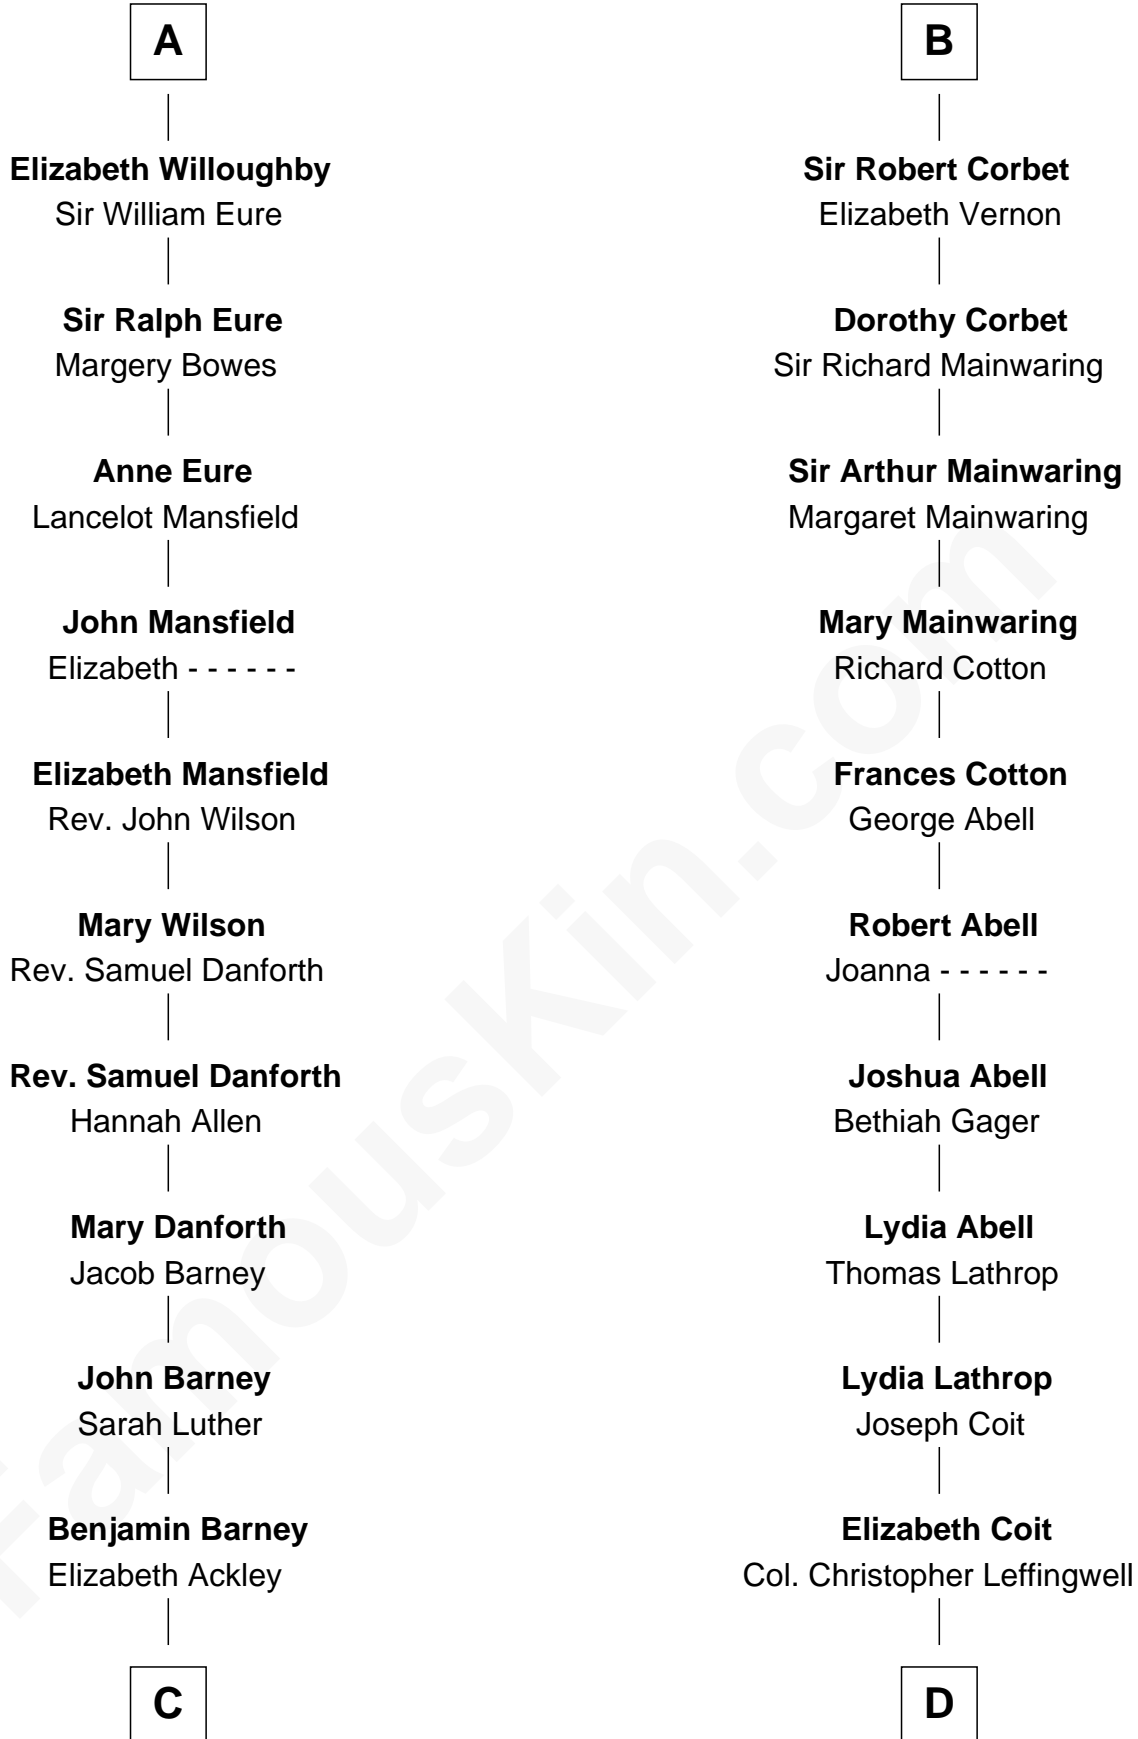 A
Elizabeth Willoughby
Sir William Eure
Sir Ralph Eure
Margery Bowes
Anne Eure
Lancelot Mansfield
John Mansfield
Elizabeth - - - - - -
Elizabeth Mansfield
Rev. John Wilson
Mary Wilson
Rev. Samuel Danforth
Rev. Samuel Danforth
Hannah Allen
Mary Danforth
Jacob Barney
John Barney
Sarah Luther
Benjamin Barney
Elizabeth Ackley
C
B
Sir Robert Corbet
Elizabeth Vernon
Dorothy Corbet
Sir Richard Mainwaring
Sir Arthur Mainwaring
Margaret Mainwaring
Mary Mainwaring
Richard Cotton
Frances Cotton
George Abell
Robert Abell
Joanna - - - - - -
Joshua Abell
Bethiah Gager
Lydia Abell
Thomas Lathrop
Lydia Lathrop
Joseph Coit
Elizabeth Coit
Col. Christopher Leffingwell
D
FamousKin.com